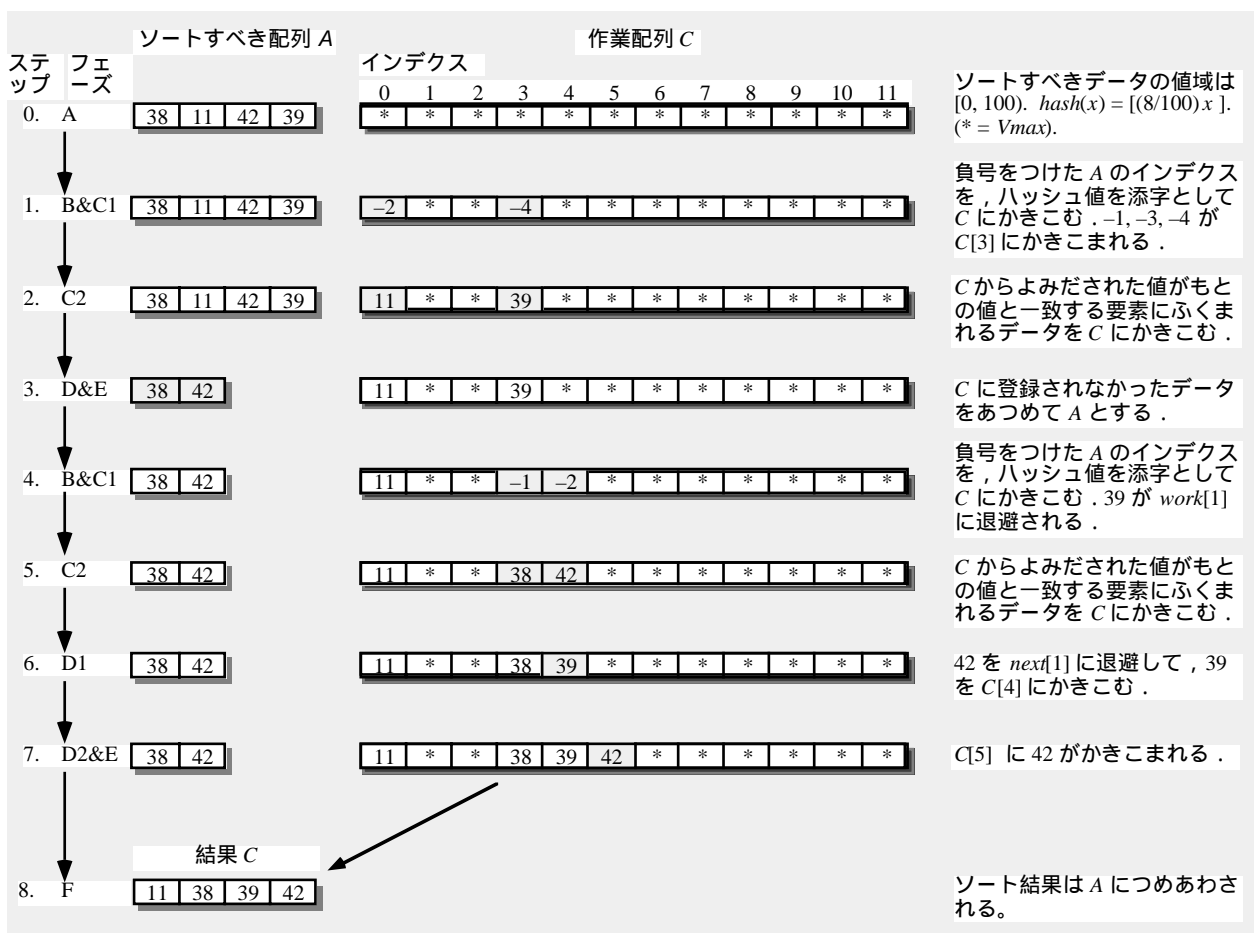 ソートすべき配列 A
作業配列 C
ステ
ップ
フェ
ーズ
インデクス
0 1 2 3 4 5 6 7 8 9 10 11
0. A 38 11 42 39 * * * * * * * * * * * *
ソートすべきデータの値域は
[0, 100). hash(x) = [(8/100) x ].
(* = Vmax).
1. B&C1 38 11 42 39 –2 * * –4 * * * * * * * *
負号をつけた A のインデクス
を，ハッシュ値を添字として
C にかきこむ．–1, –3, –4 が
C[3] にかきこまれる．
2. C2 38 11 42 39 11 * * 39 * * * * * * * *
C からよみだされた値がもと
の値と一致する要素にふくま
れるデータを C にかきこむ．
3. D&E 38 42 11 * * 39 * * * * * * * *
C に登録されなかったデータ
をあつめて A とする．
4. B&C1 38 42 11 * * –1 –2 * * * * * * *
負号をつけた A のインデクス
を，ハッシュ値を添字として
C にかきこむ．39 が work[1]
に退避される．
5. C2 38 42 11 * * 38 42 * * * * * * *
C からよみだされた値がもと
の値と一致する要素にふくま
れるデータを C にかきこむ．
6. D1 38 42 11 * * 38 39 * * * * * * *
42 を next[1] に退避して，39
を C[4] にかきこむ．
7. D2&E 38 42 11 * * 38 39 42 * * * * * *
C[5] に 42 がかきこまれる．
結果 C
8. F 11 38 39 42
ソート結果は A につめあわさ
れる。